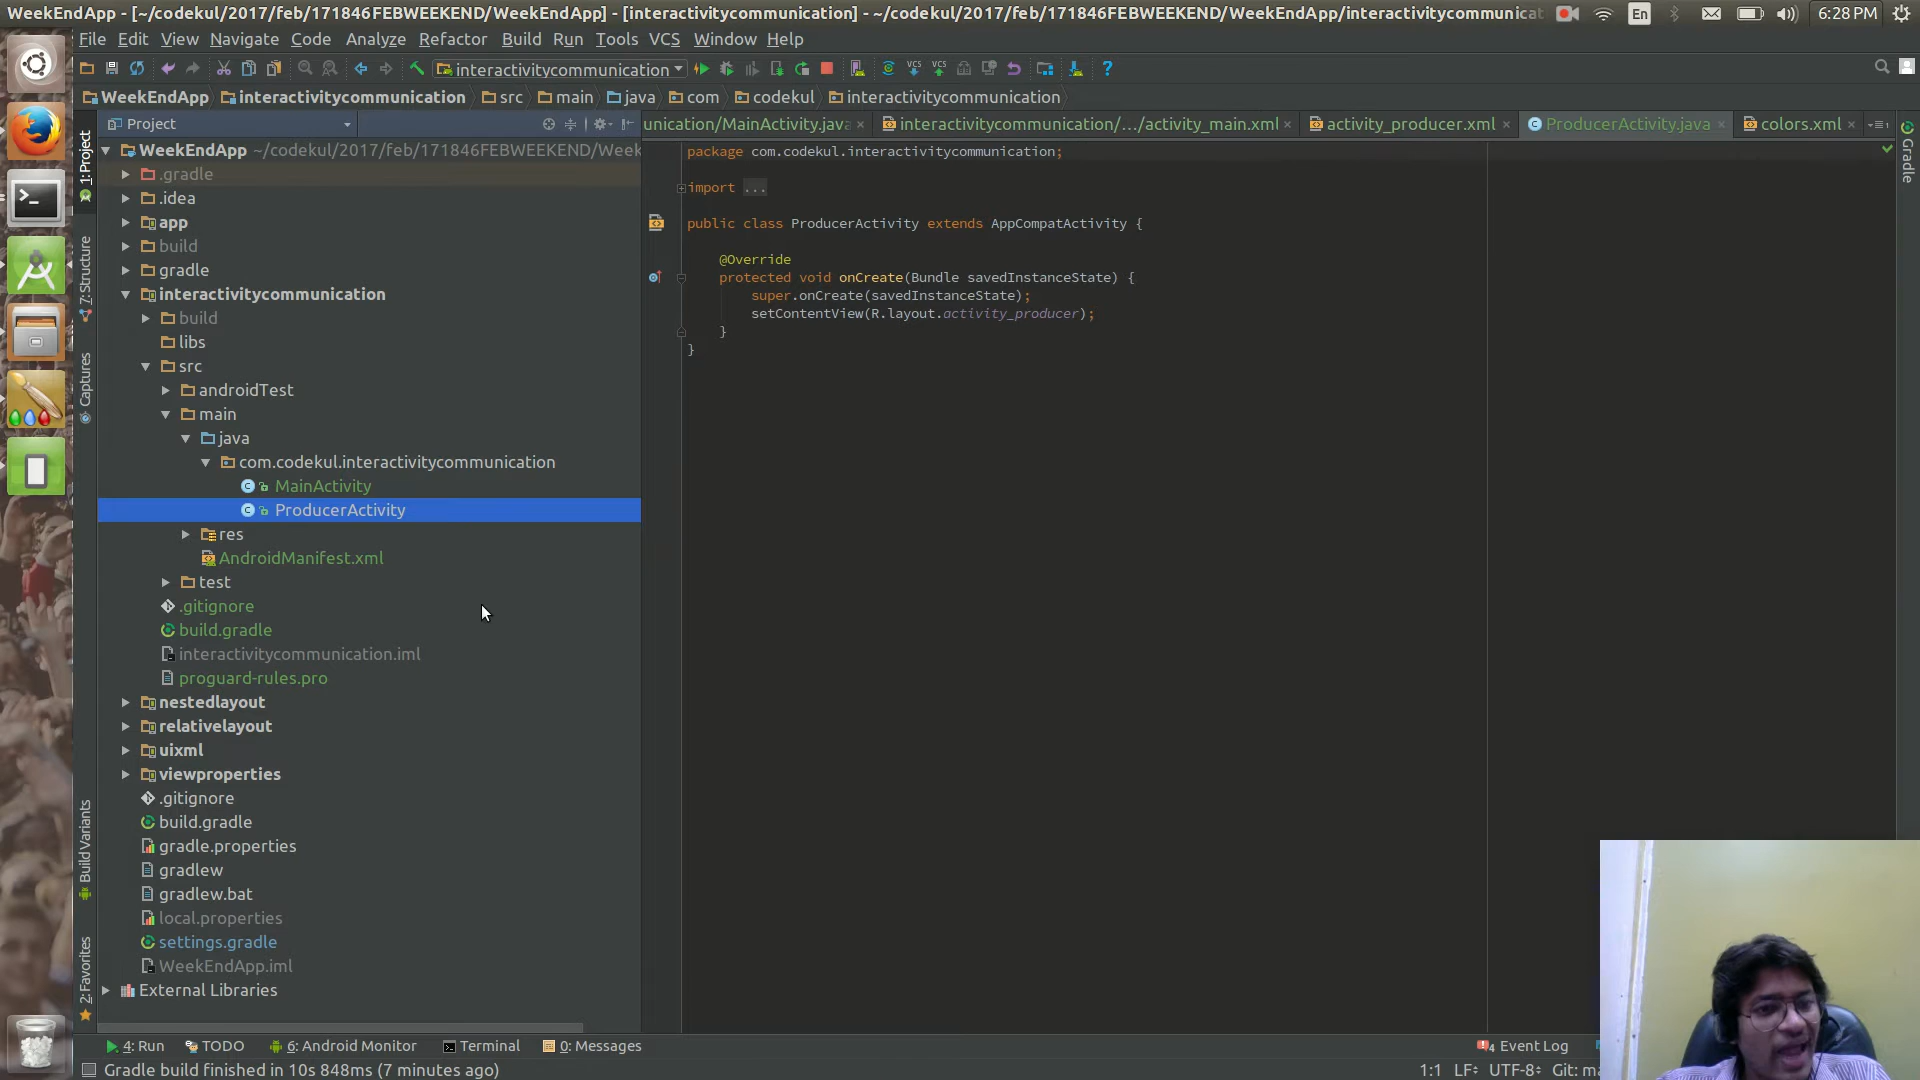 WeekEndApp - [~/codekul/2017/feb/171846FEBWEEKEND/WeekEndApp] - [interactivitycommunication] - ~/codekul/2017/feb/171846FEBWEEKEND/WeekEndApp/interactivitycommunicat
En
6:28 PM
File Edit View Navigate Code Analyze Refactor Build Run Tools VCS Window Help
interactivitycommunication
VCS
VCS
?
WeekEndApp interactivitycommunication src main java com codekul interactivitycommunication
Project
nication/MainActivity.java
interactivitycommunication/.../activity_main.xml
activity_producer.xml
ProducerActivity.java
colors.xml
1: Project
7: Structure
Captures
Build Variants
2: Favorites
Gradle
WeekEndApp ~/codekul/2017/feb/171846FEBWEEKEND/Week
.gradle
.idea
app
build
gradle
interactivitycommunication
build
libs
src
androidTest
main
java
com.codekul.interactivitycommunication
MainActivity
ProducerActivity
res
AndroidManifest.xml
test
.gitignore
build.gradle
interactivitycommunication.iml
proguard-rules.pro
nestedlayout
relativelayout
uixml
viewproperties
.gitignore
build.gradle
gradle.properties
gradlew
gradlew.bat
local.properties
settings.gradle
WeekEndApp.iml
External Libraries
package com.codekul.interactivitycommunication;
import ...
public class ProducerActivity extends AppCompatActivity {
@Override
protected void onCreate(Bundle savedInstanceState) {
super.onCreate(savedInstanceState);
setContentView(R.layout.activity_producer);
}
}
4: Run TODO 6: Android Monitor Terminal 0: Messages
Event Log
Gradle build finished in 10s 848ms (7 minutes ago)
1:1 LF UTF-8 Git: ma